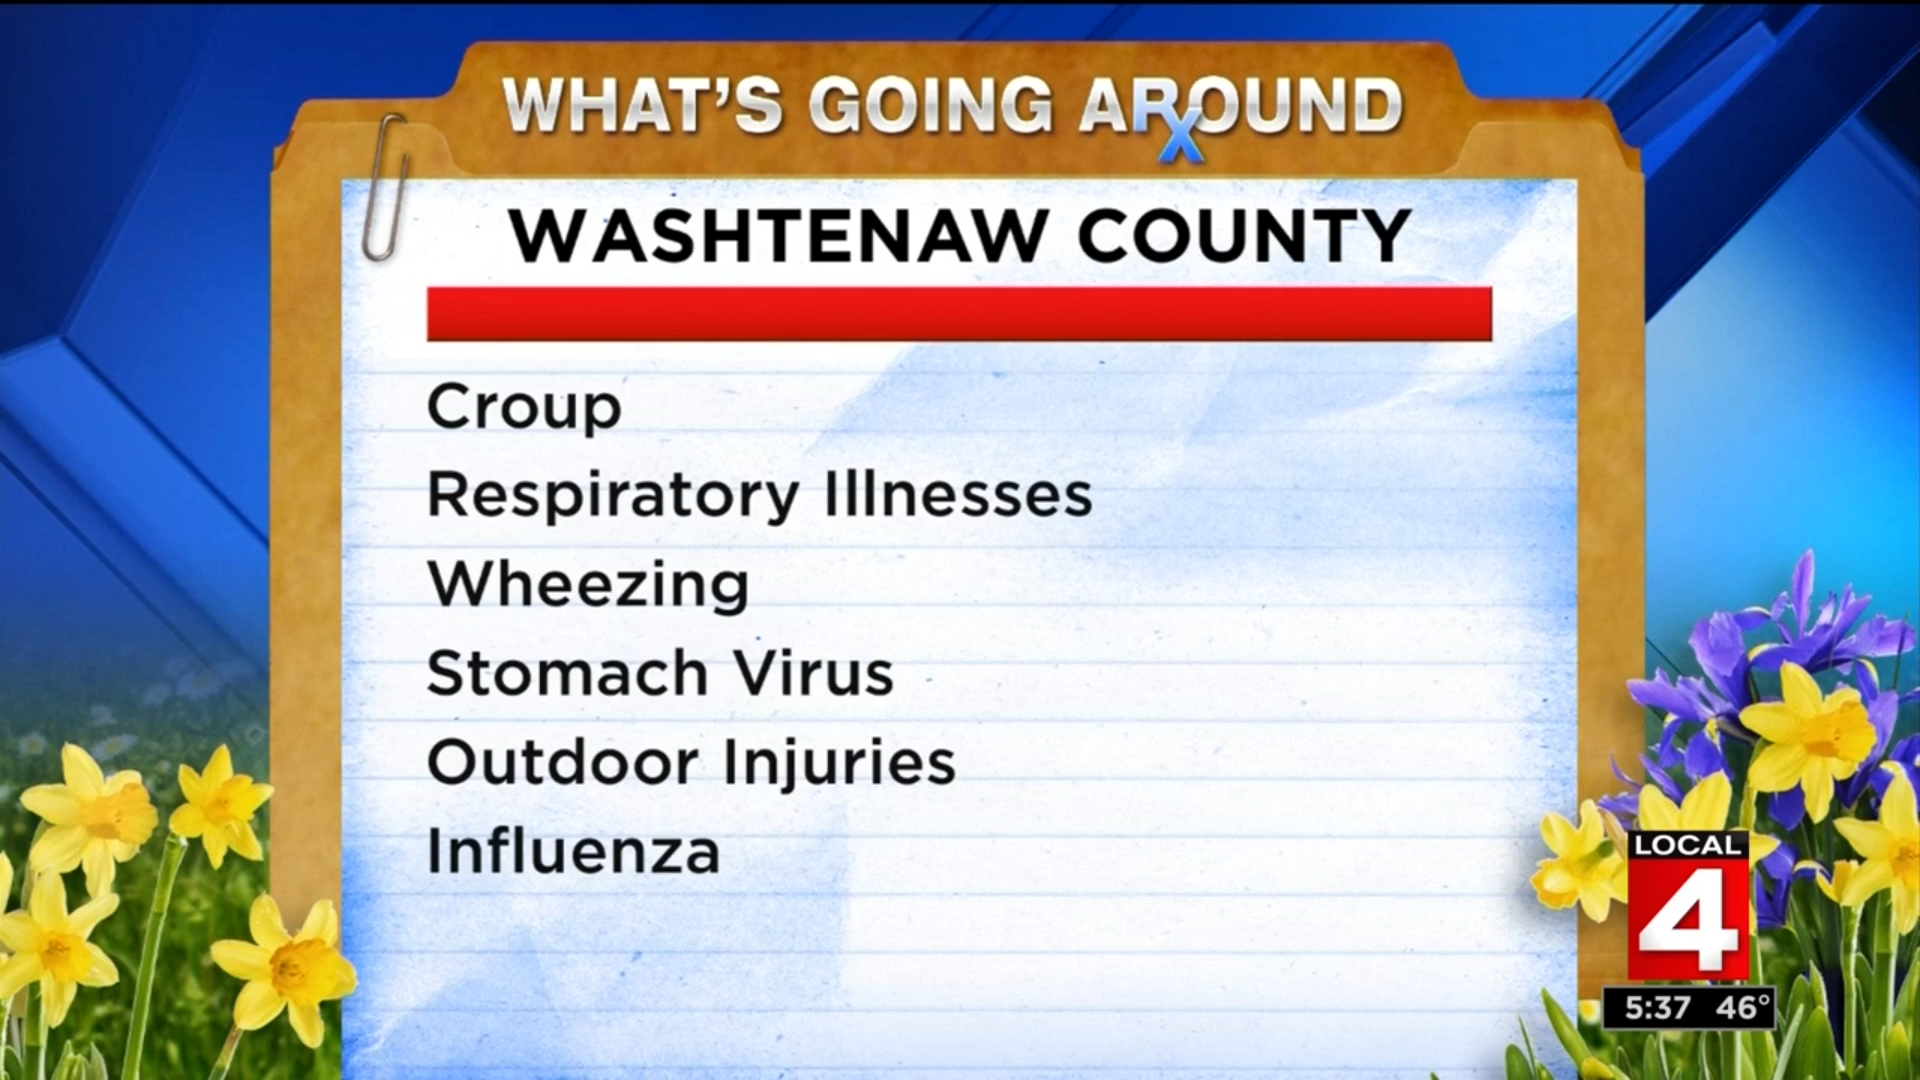 WHAT'S GOING AROUND
WASHTENAW COUNTY
Croup
Respiratory Illnesses
Wheezing
Stomach Virus
Outdoor Injuries
Influenza
LOCAL
4
5:37 46°